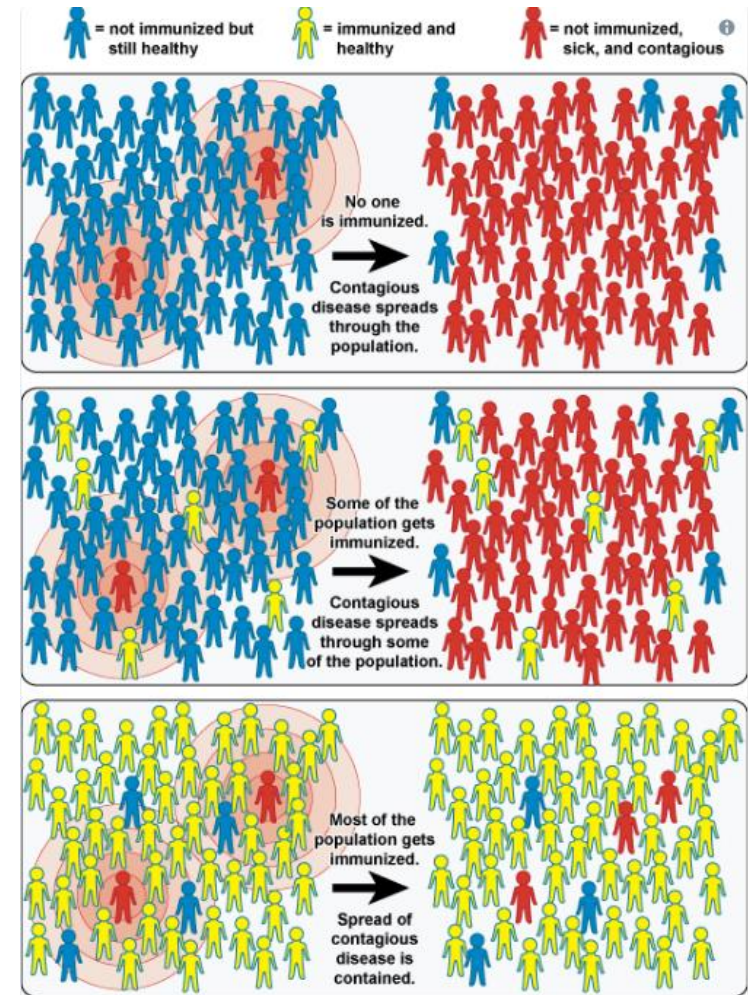 = not immunized but
still healthy
= immunized and
healthy
= not immunized,
sick, and contagious
i
No one
is immunized.
Contagious
disease spreads
through the
population.
Some of the
population gets
immunized.
Contagious
disease spreads
through some
of the population.
Most of the
population gets
immunized.
Spread of
contagious
disease is
contained.